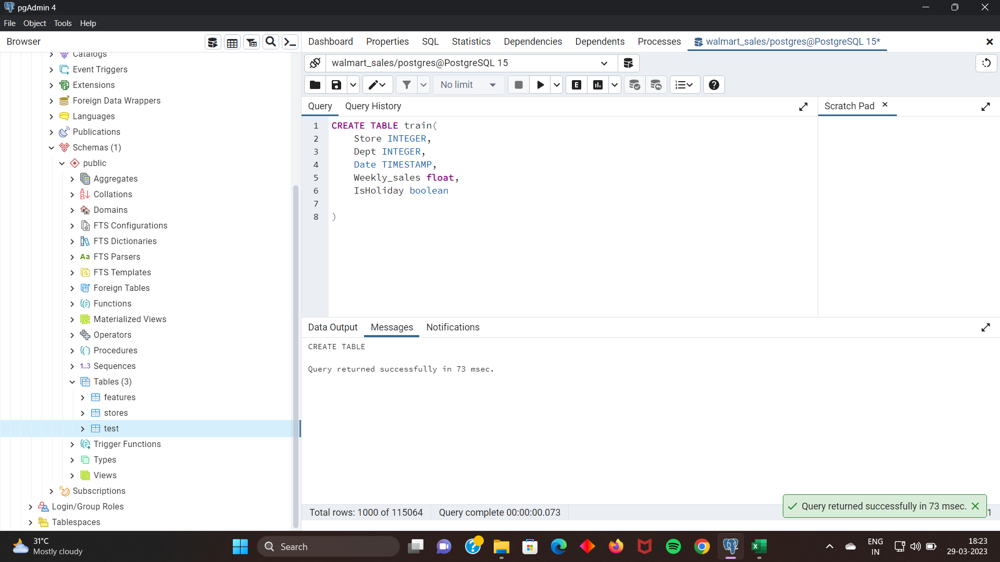 pgAdmin 4
File Object Tools Help
Browser
Dashboard Properties SQL Statistics Dependencies Dependents Processes walmart_sales/postgres@PostgreSQL 15*
walmart_sales/postgres@PostgreSQL 15
No limit
E
Query Query History
Scratch Pad
1 CREATE TABLE train(
2 Store INTEGER,
3 Dept INTEGER,
4 Date TIMESTAMP,
5 Weekly_sales float,
6 IsHoliday boolean
7
8 )
Catalogs
Event Triggers
Extensions
Foreign Data Wrappers
Languages
Publications
Schemas (1)
public
Aggregates
Collations
Domains
FTS Configurations
FTS Dictionaries
Aa FTS Parsers
FTS Templates
Foreign Tables
Functions
Materialized Views
Operators
Procedures
1..3 Sequences
Tables (3)
features
stores
test
Trigger Functions
Types
Views
Subscriptions
Login/Group Roles
Tablespaces
Data Output Messages Notifications
CREATE TABLE
Query returned successfully in 73 msec.
Total rows: 1000 of 115064 Query complete 00:00:00.073
Query returned successfully in 73 msec.
1
31°C
Mostly cloudy
Search
ENG
IN
18:23
29-03-2023